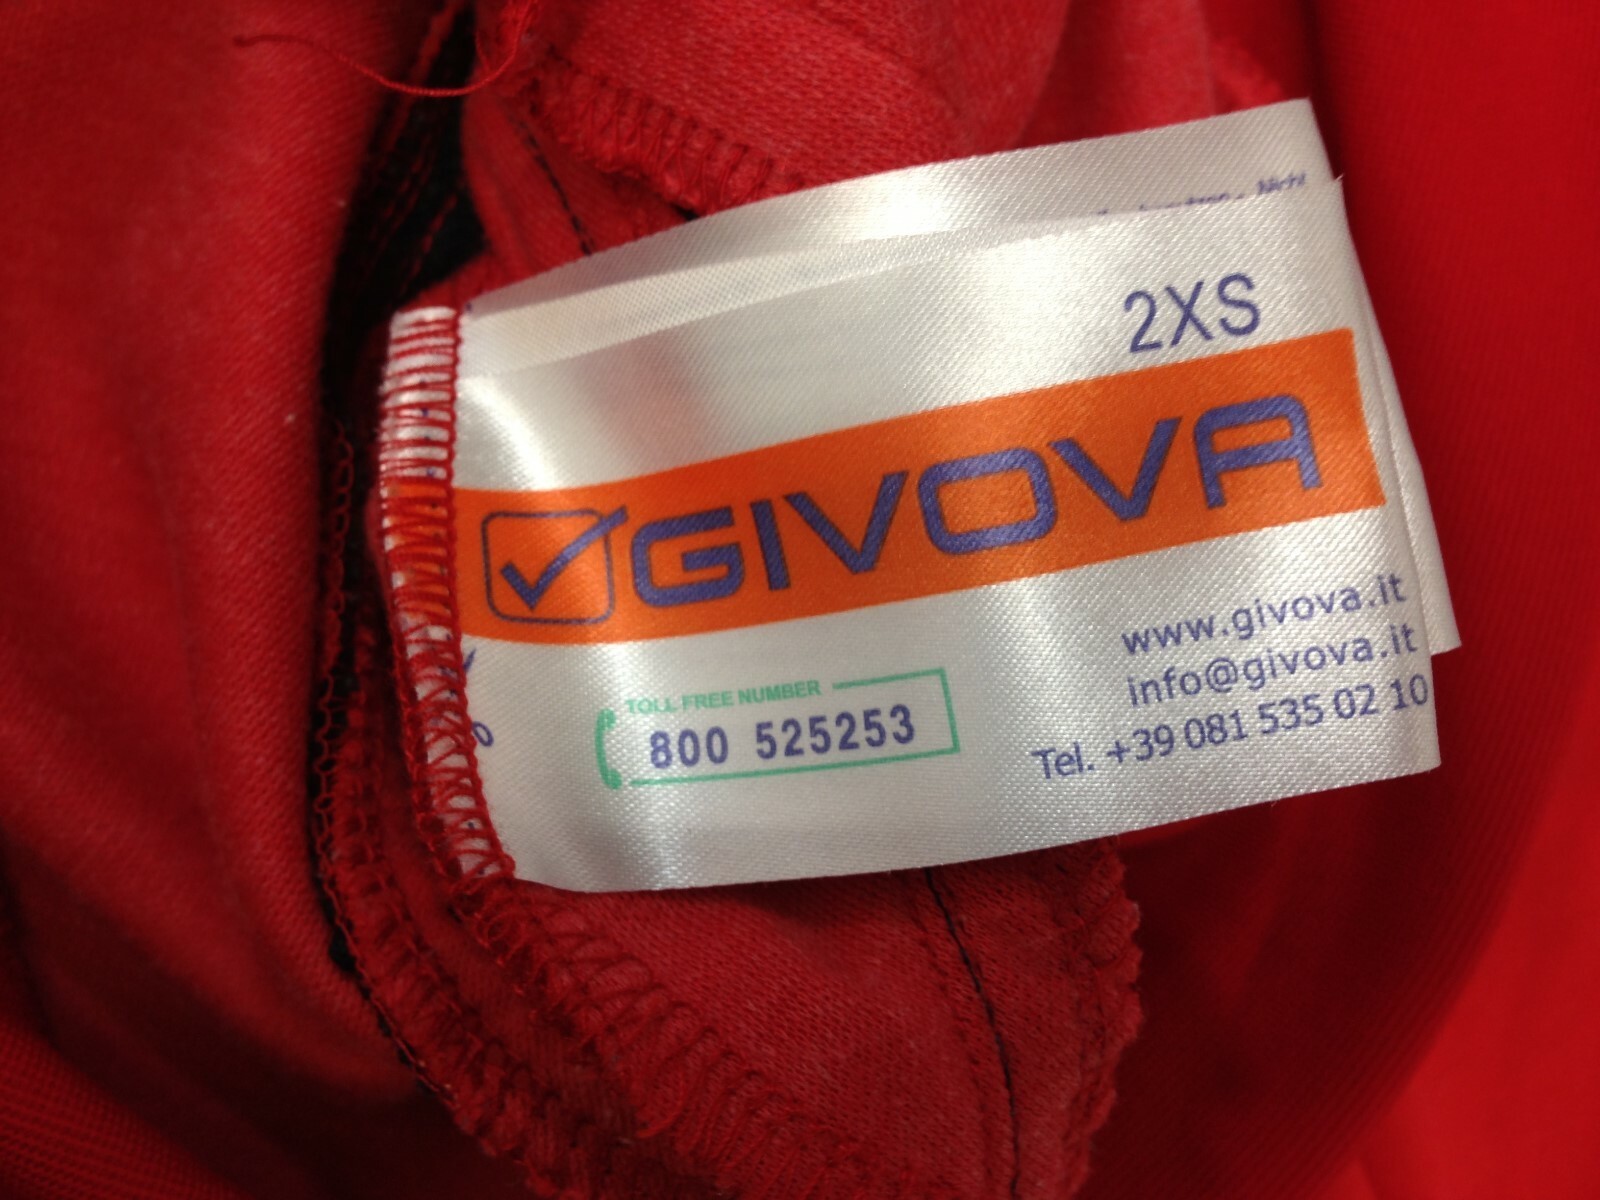 Nicht
2XS
GIVOVA
www.givova.it
info@givova.it
Tel. +39 081 535 02 10
TOLL FREE NUMBER
800 525253